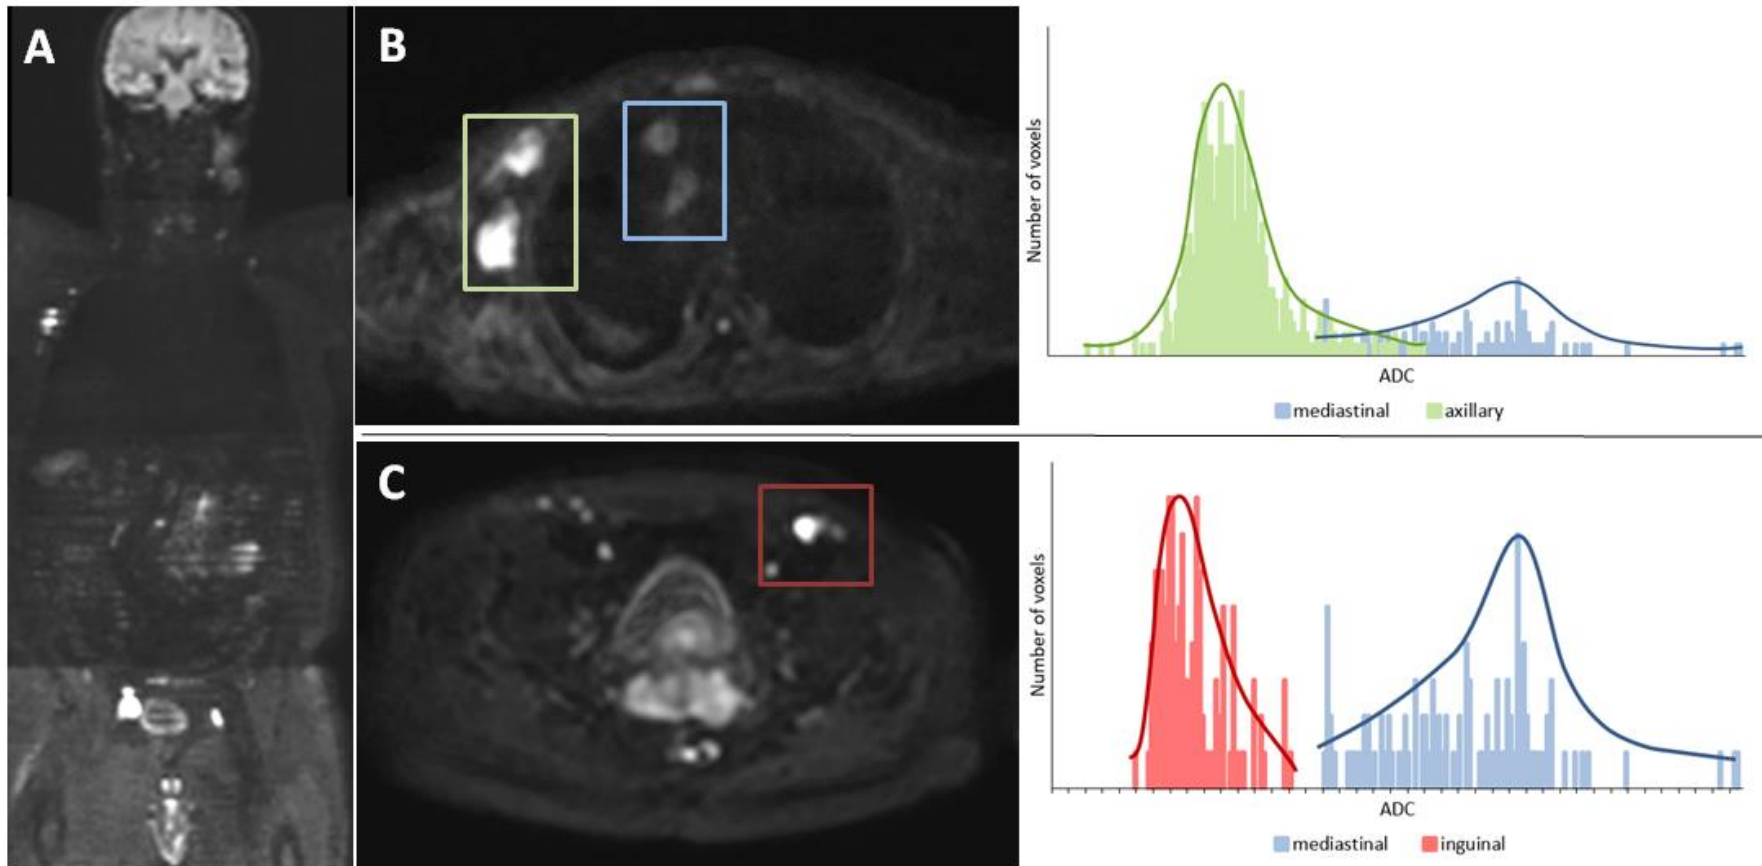 A
B
Number of voxels
ADC
mediastinal axillary
C
Number of voxels
ADC
mediastinal inguinal